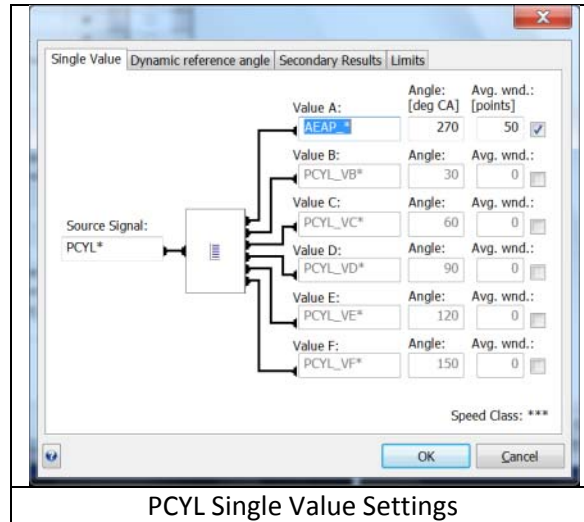 Single Value Dynamic reference angle Secondary Results Limits
Angle: Avg. wnd.:
Value A: [deg CA] [points]
AEAP_* 270 50
Value B: Angle: Avg. wnd.:
PCYL_VB* 30 0
Value C: Angle: Avg. wnd.:
PCYL_VC* 60 0
Source Signal:
PCYL*
Value D: Angle: Avg. wnd.:
PCYL_VD* 90 0
Value E: Angle: Avg. wnd.:
PCYL_VE* 120 0
Value F: Angle: Avg. wnd.:
PCYL_VF* 150 0
Speed Class: ***
OK Cancel
PCYL Single Value Settings